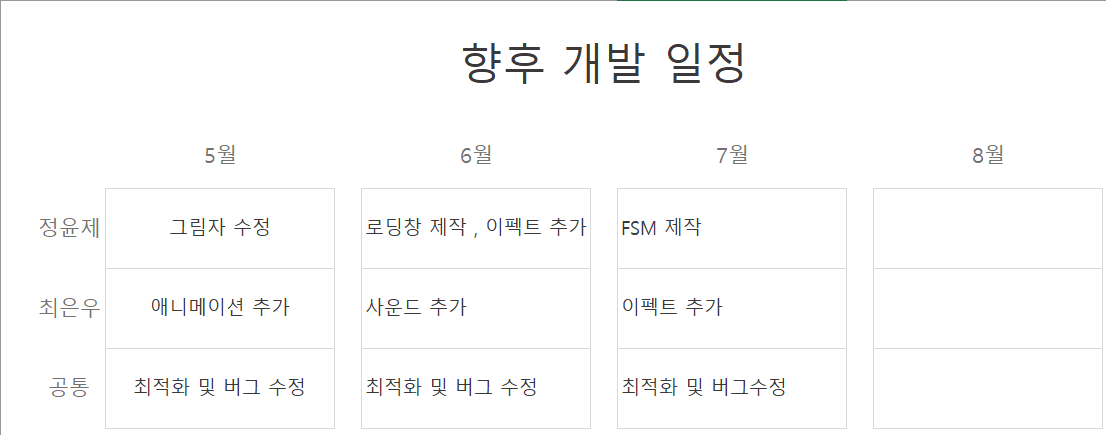 향후 개발 일정
5월 6월 7월 8월
정윤제 그림자 수정 로딩창 제작 , 이펙트 추가 FSM 제작
최은우 애니메이션 추가 사운드 추가 이펙트 추가
공통 최적화 및 버그 수정 최적화 및 버그 수정 최적화 및 버그수정